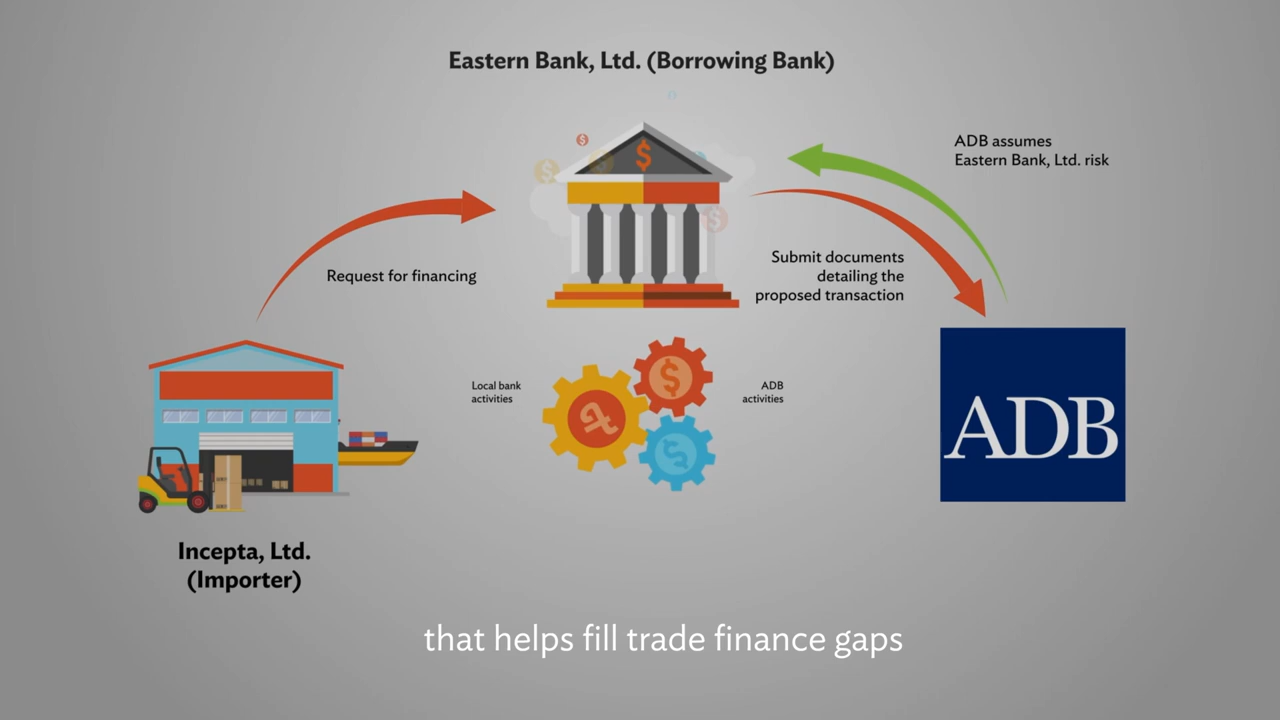 Eastern Bank, Ltd. (Borrowing Bank)
ADB assumes
Eastern Bank, Ltd. risk
Request for financing
Submit documents
detailing the
proposed transaction
Local bank
activities
ADB
activities
ADB
Incepta, Ltd.
(Importer)
that helps fill trade finance gaps